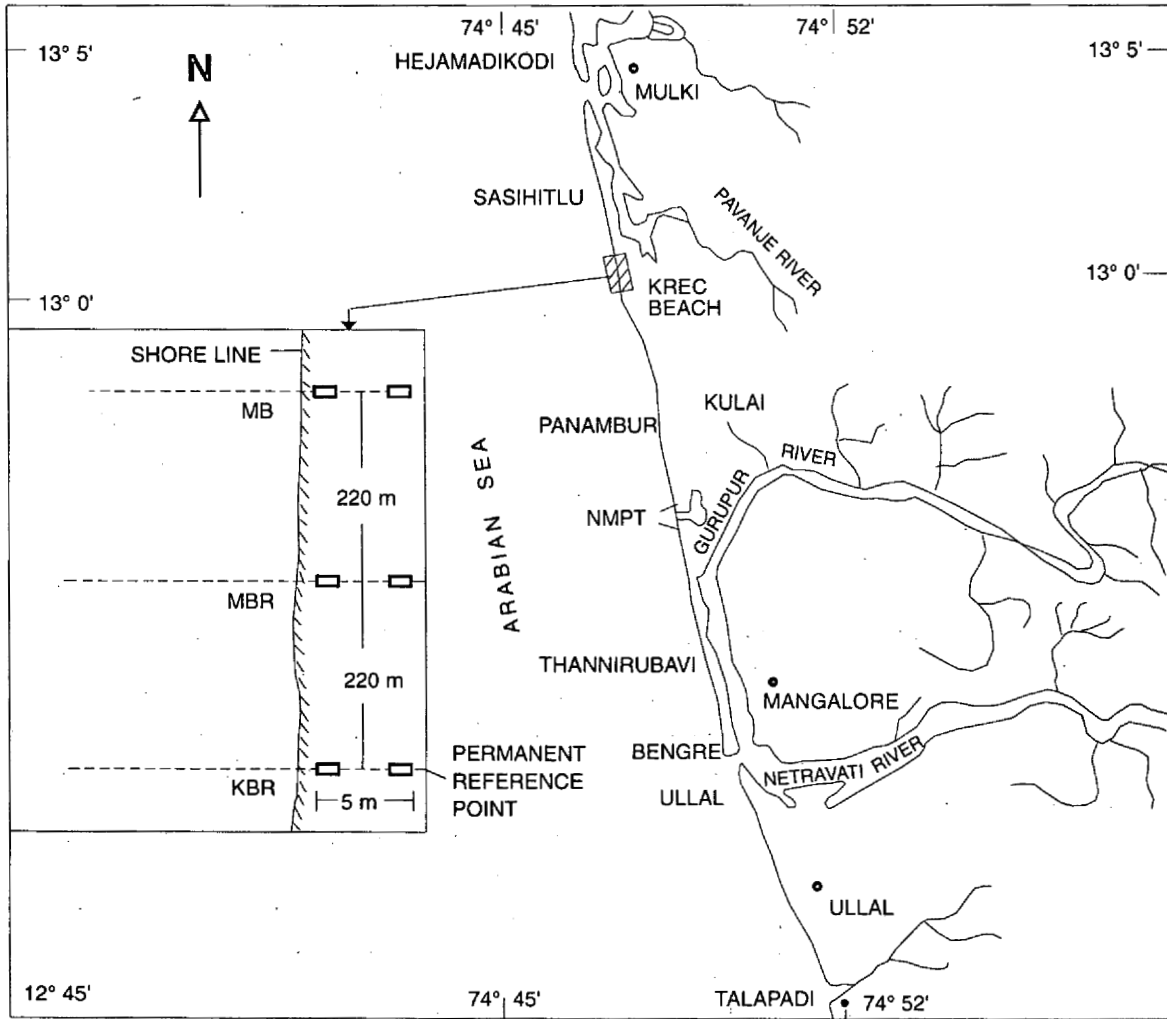 74° 45'
74° 52'
13° 5'
13° 5'
HEJAMADIKODI
N
MULKI
SASIHITLU
PAVANJE RIVER
13° 0'
13° 0'
KREC
BEACH
SHORE LINE
MB
220 m
MBR
220 m
KBR
5 m
PERMANENT
REFERENCE
POINT
ARABIAN SEA
PANAMBUR
KULAI
GURUPUR
RIVER
NMPT
THANNIRUBAVI
MANGALORE
BENGRE
NETRAVATI RIVER
ULLAL
ULLAL
12° 45'
74° 45'
TALAPADI
74° 52'